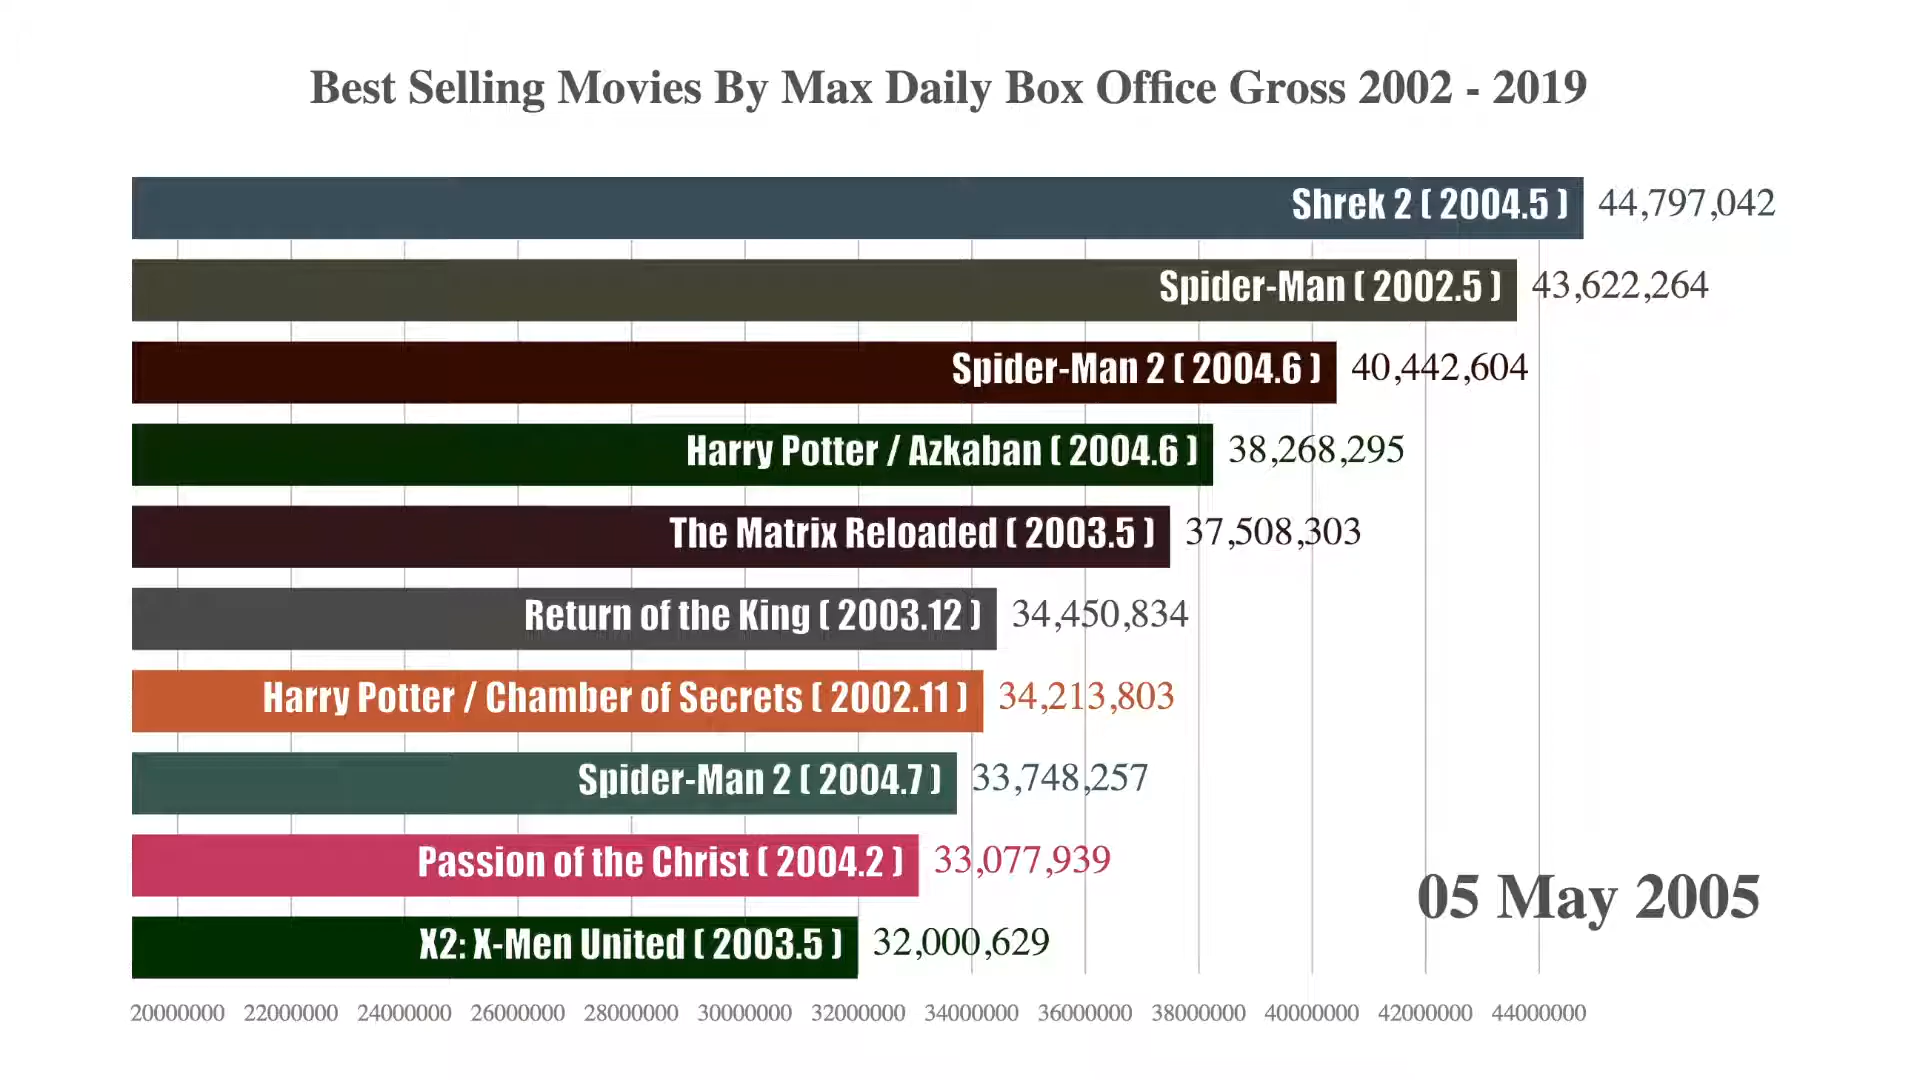 Best Selling Movies By Max Daily Box Office Gross 2002 - 2019
Shrek 2 ( 2004.5 ) 44,797,042
Spider-Man ( 2002.5 ) 43,622,264
Spider-Man 2 ( 2004.6 ) 40,442,604
Harry Potter / Azkaban ( 2004.6 ) 38,268,295
The Matrix Reloaded ( 2003.5 ) 37,508,303
Return of the King ( 2003.12 ) 34,450,834
Harry Potter / Chamber of Secrets ( 2002.11 ) 34,213,803
Spider-Man 2 ( 2004.7 ) 33,748,257
Passion of the Christ ( 2004.2 ) 33,077,939
05 May 2005
X2: X-Men United ( 2003.5 ) 32,000,629
20000000 22000000 24000000 26000000 28000000 30000000 32000000 34000000 36000000 38000000 40000000 42000000 44000000